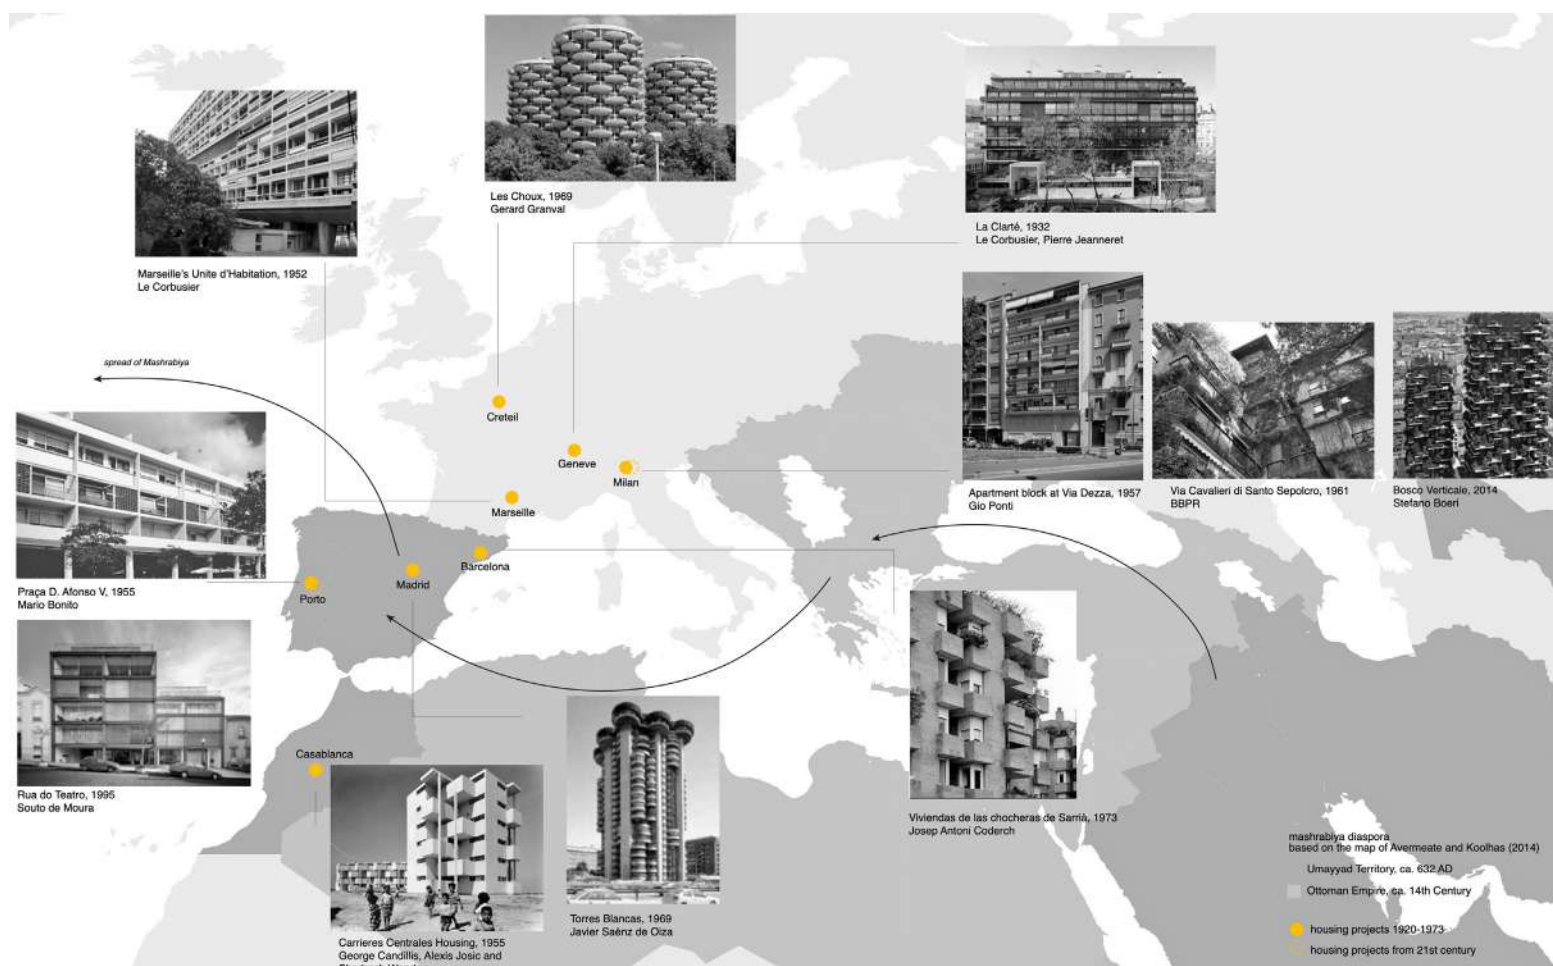 Les Choux, 1969
Gerard Granval
La Clarté, 1932
Le Corbusier, Pierre Jeanneret
Marseille's Unite d'Habitation, 1952
Le Corbusier
spread of Mashrabiya
Creteil
Geneve
Milan
Marseille
Barcelona
Madrid
Porto
Casablanca
Apartment block at Via Dezza, 1957
Gio Ponti
Via Cavalieri di Santo Sepolcro, 1961
BBPR
Bosco Verticale, 2014
Stefano Boeri
Praça D. Afonso V, 1955
Mario Bonito
Rua do Teatro, 1995
Souto de Moura
Viviendas de las chocheras de Sarrià, 1973
Josep Antoni Coderch
Torres Blancas, 1969
Javier Saènz de Oiza
Carrieres Centrales Housing, 1955
George Candillis, Alexis Josic and
mashrabiya diaspora
based on the map of Avermeate and Koolhas (2014)
Umayyad Territory, ca. 632 AD
Ottoman Empire, ca. 14th Century
housing projects 1920-1973
housing projects from 21st century